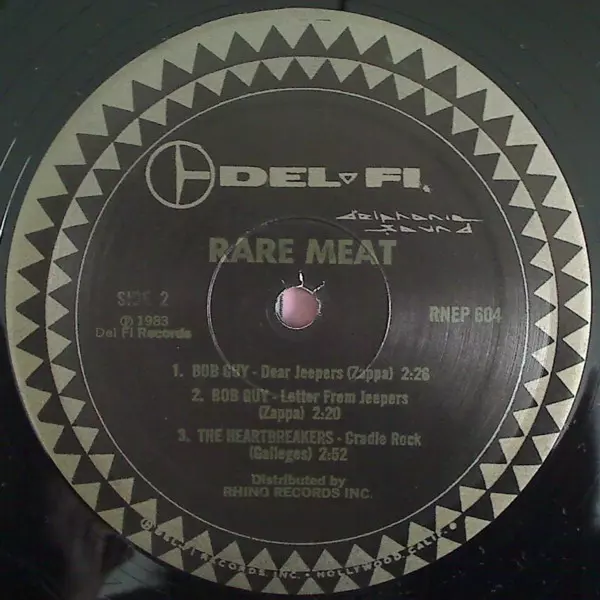 DEL-FI.
delphonic
sound
RARE MEAT
SIDE 2
RNEP 604
℗ 1983
Del Fi Records
1. BOB GUY - Dear Jeepers (Zappa) 2:26
2. BOB GUY - Letter From Jeepers
(Zappa) 2:20
3. THE HEARTBREAKERS - Cradle Rock
(Gallegos) 2:52
Distributed by
RHINO RECORDS INC.
DEL-FI RECORDS, INC. • HOLLYWOOD, CALIF.